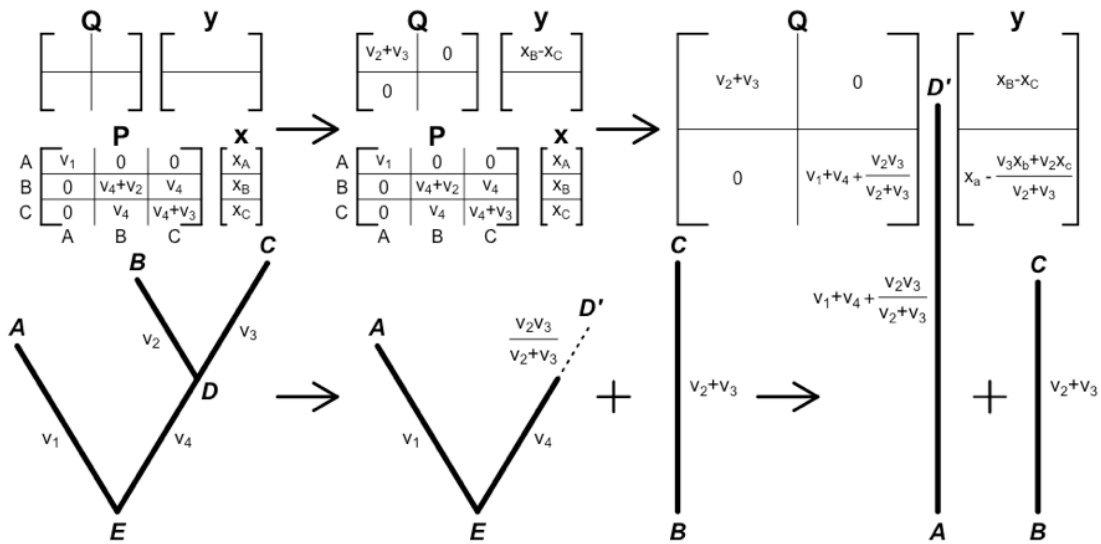 Q y
Q y
Q y
v2+v3 0 xB-xC
0
v2+v3 0 D' xB-xC
0 v1+v4+ v2v3 / v2+v3 xa - v3xb+v2xc / v2+v3
P x
A v1 0 0 xA
B 0 v4+v2 v4 xB
C 0 v4 v4+v3 xC
A B C
P x
A v1 0 0 xA
B 0 v4+v2 v4 xB
C 0 v4 v4+v3 xC
A B C
A B C
v2 v3
D
v1 v4
E
A D'
v2v3 / v2+v3
v1 v4
E
+
C
v2+v3
B
v1+v4+ v2v3 / v2+v3
A
+
C
v2+v3
B